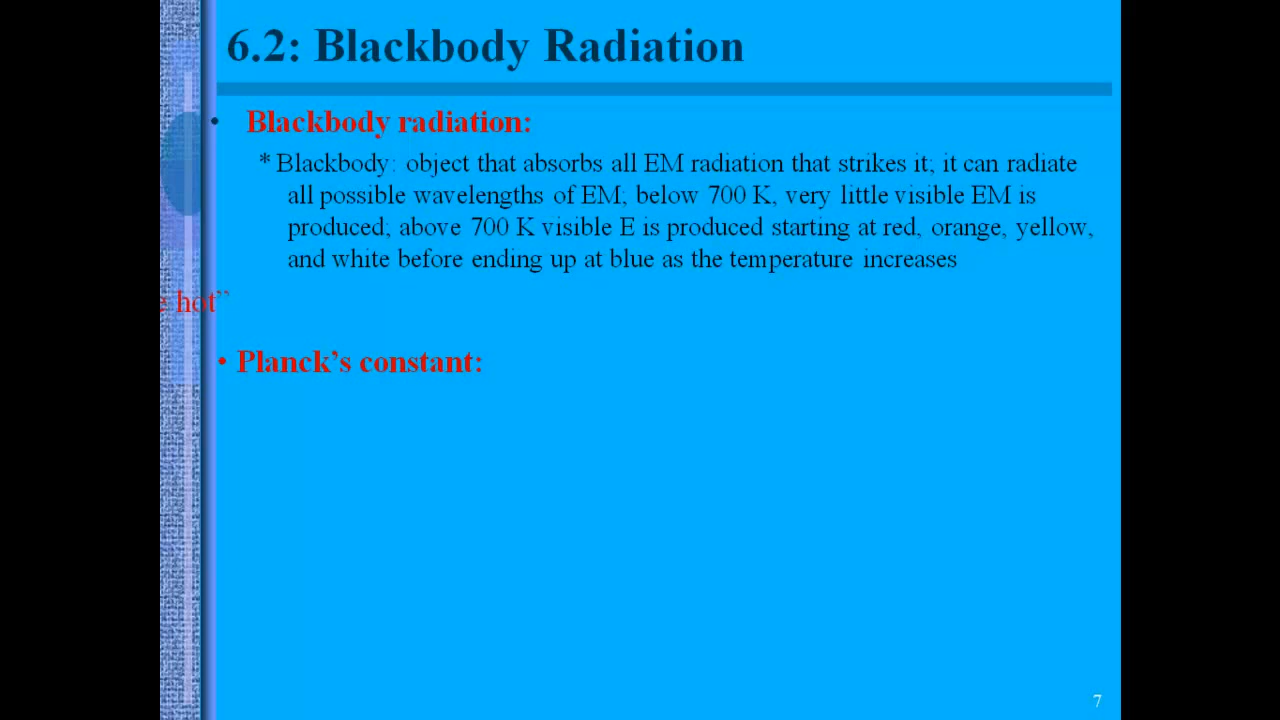 6.2: Blackbody Radiation
• Blackbody radiation:
* Blackbody: object that absorbs all EM radiation that strikes it; it can radiate
all possible wavelengths of EM; below 700 K, very little visible EM is
produced; above 700 K visible E is produced starting at red, orange, yellow,
and white before ending up at blue as the temperature increases
e hot”
• Planck’s constant:
7